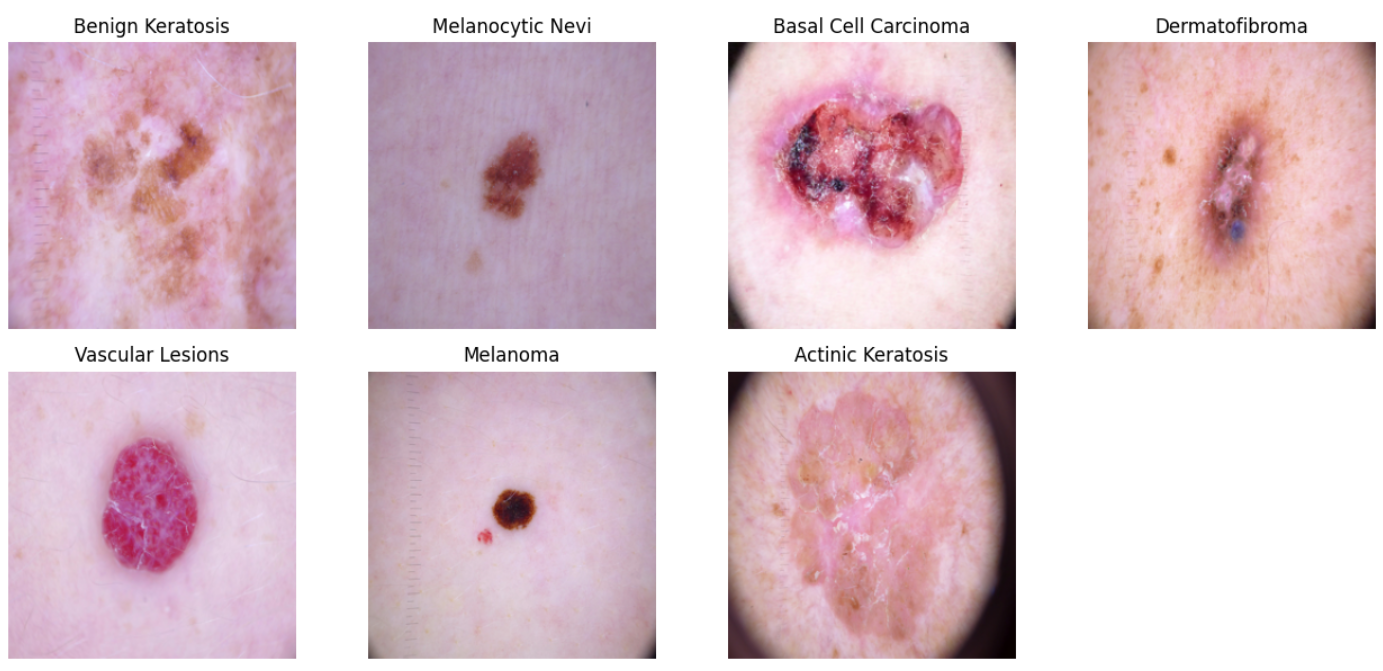 Benign Keratosis
Melanocytic Nevi
Basal Cell Carcinoma
Dermatofibroma
Vascular Lesions
Melanoma
Actinic Keratosis